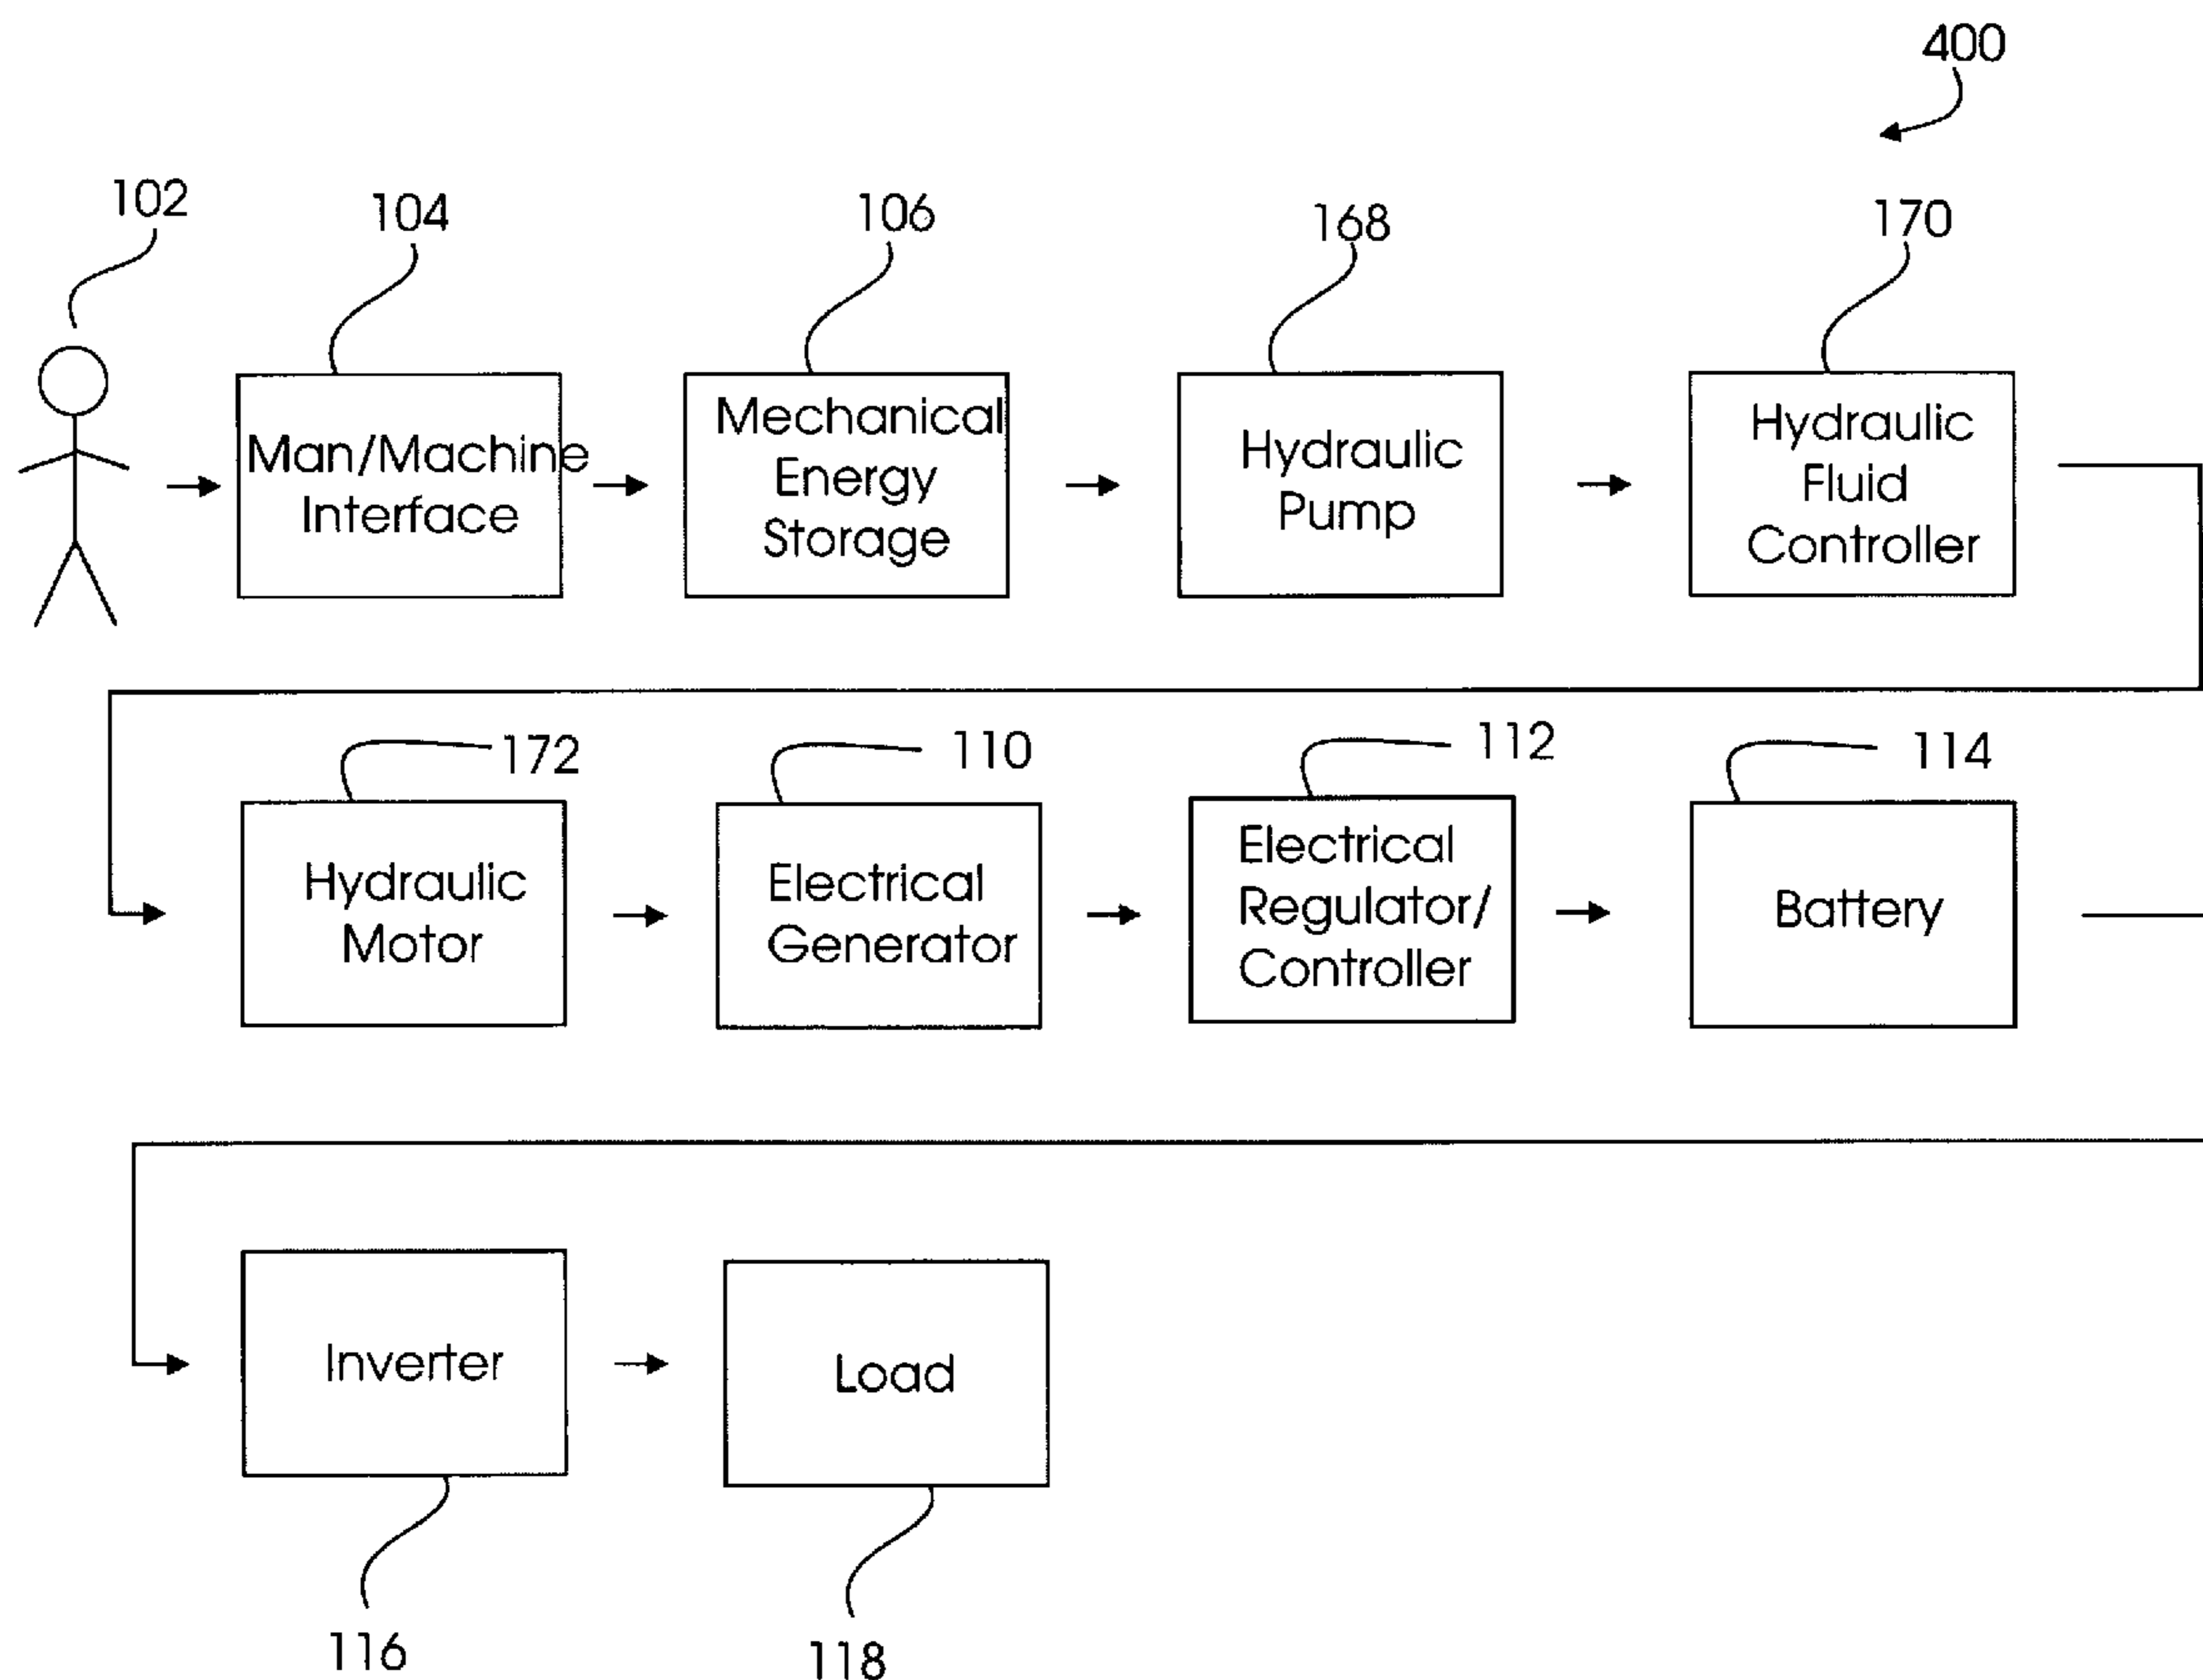 400
102
104
106
168
170
Man/Machine
Interface
Mechanical
Energy
Storage
Hydraulic
Pump
Hydraulic
Fluid
Controller
172
110
112
114
Hydraulic
Motor
Electrical
Generator
Electrical
Regulator/
Controller
Battery
Inverter
Load
116
118